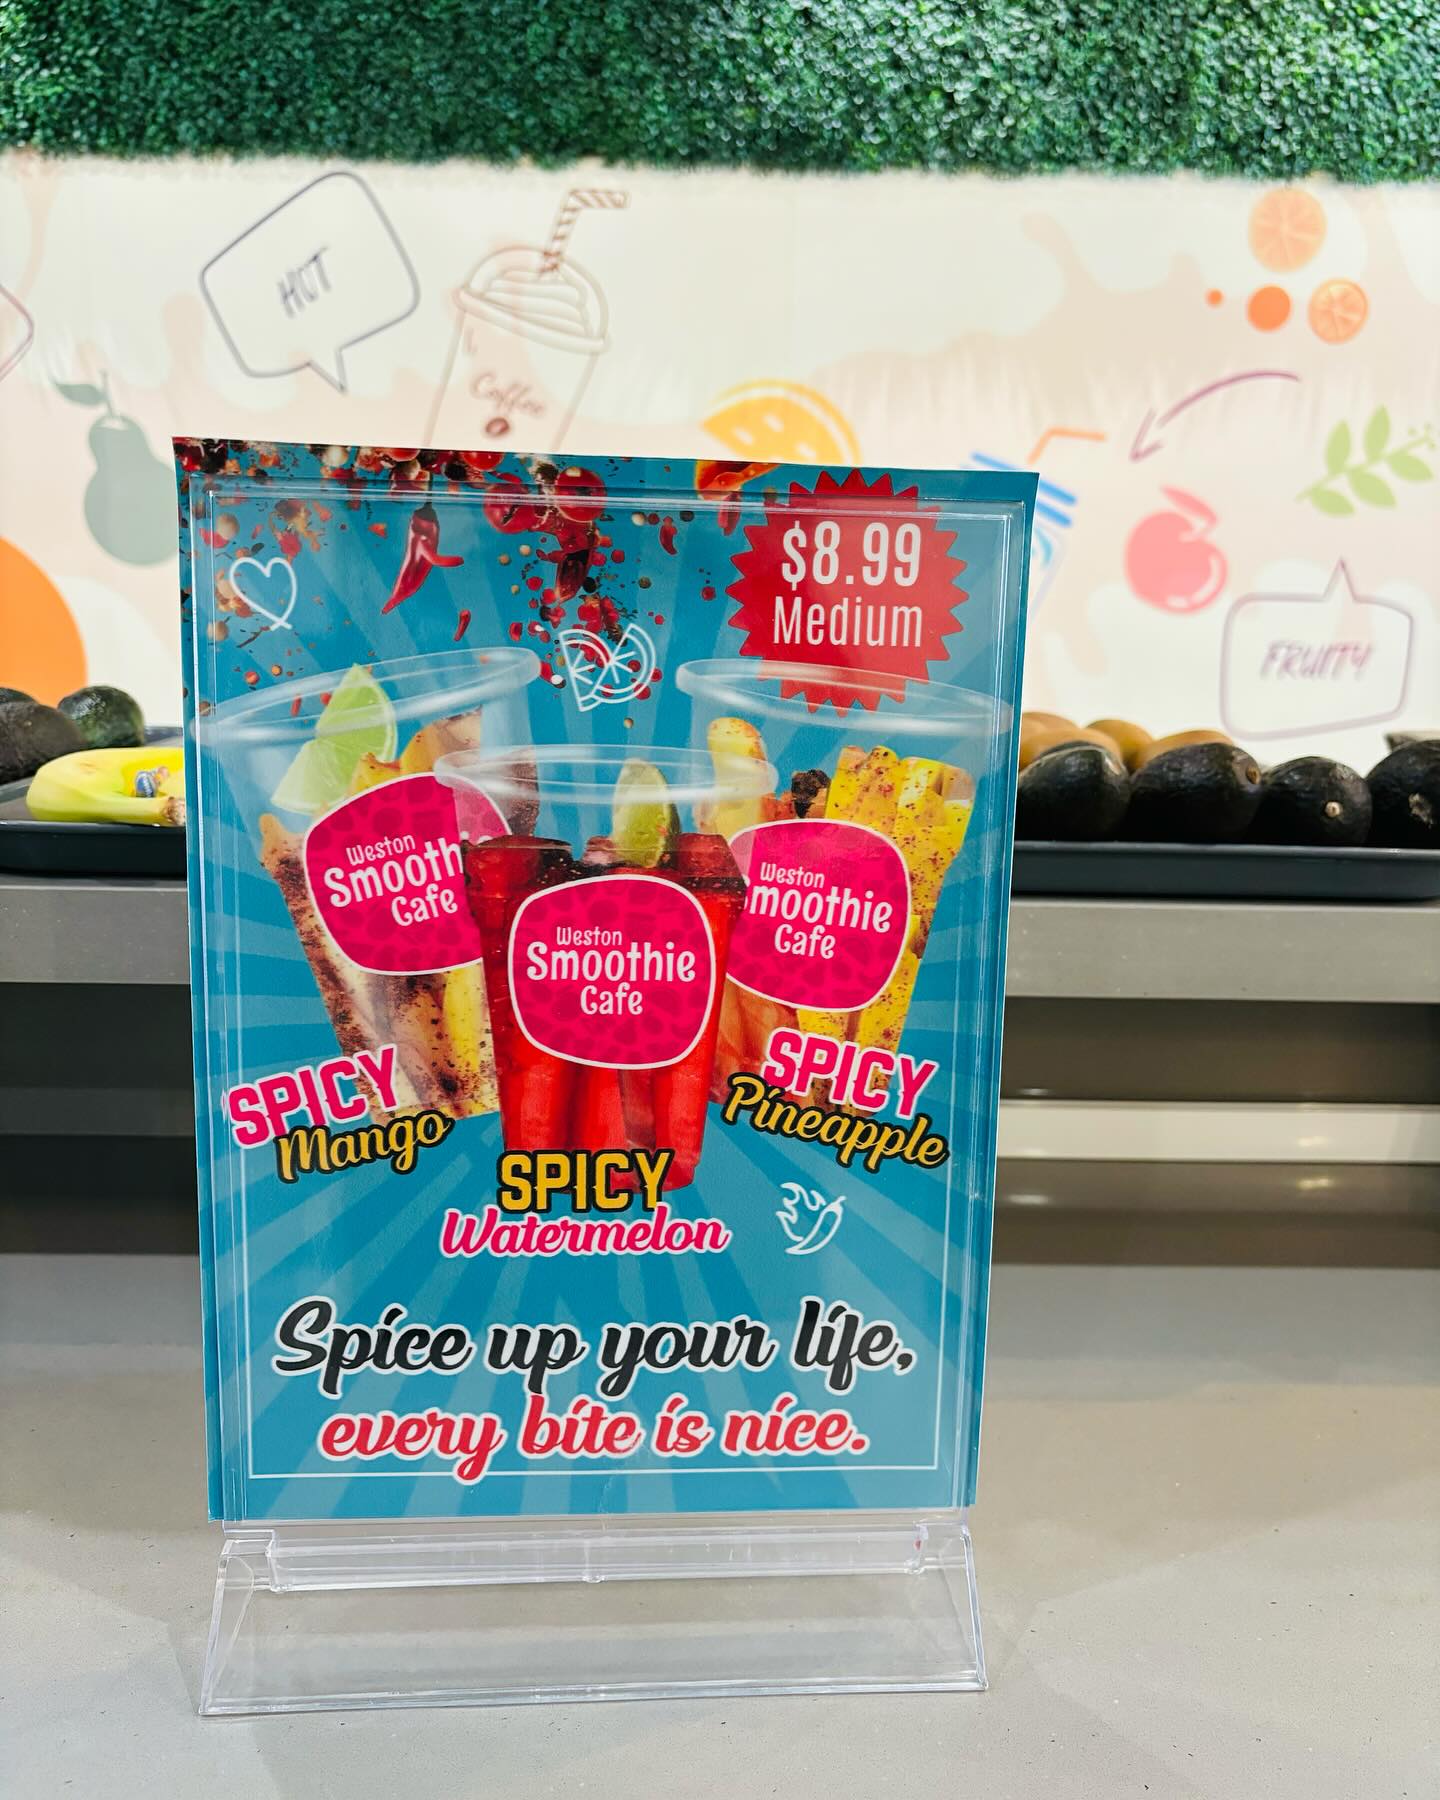 HOT
Coffee
$8.99
Medium
FRUITY
Weston
Smoothie
Cafe
Weston
Smoothie
Cafe
Weston
Smoothie
Cafe
SPICY
Mango
SPICY
Pineapple
SPICY
Watermelon
Spice up your life,
every bite is nice.